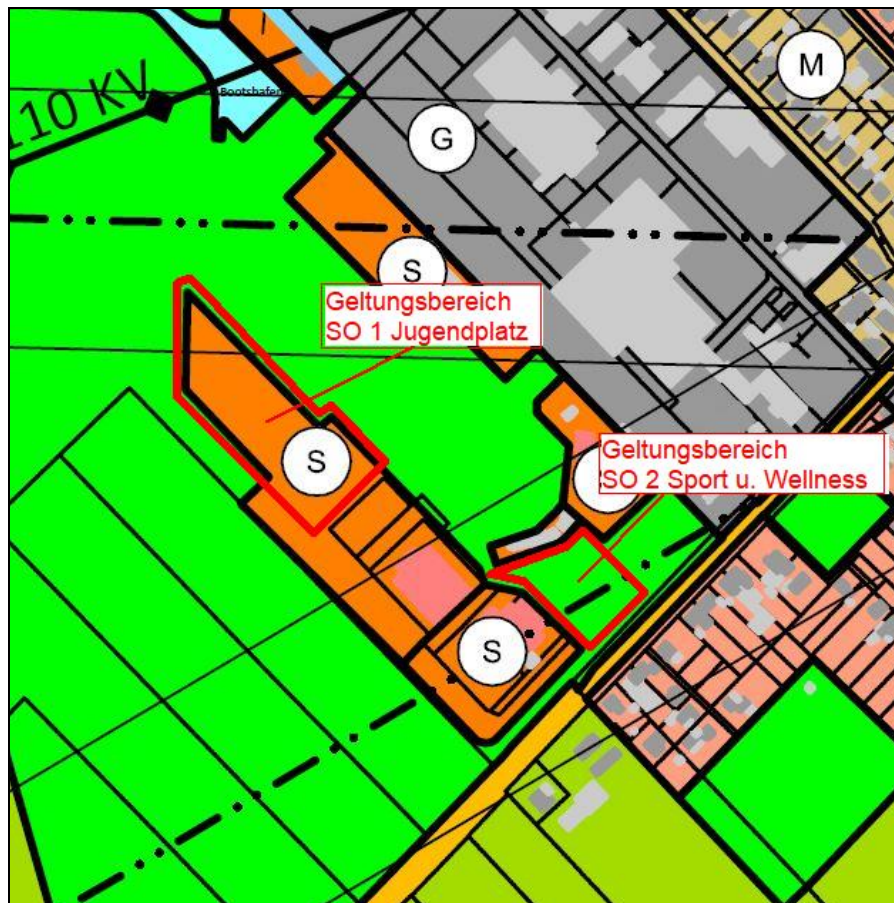 M
110 KV
Bootshafen
G
S
Geltungsbereich
SO 1 Jugendplatz
S
Geltungsbereich
SO 2 Sport u. Wellness
S